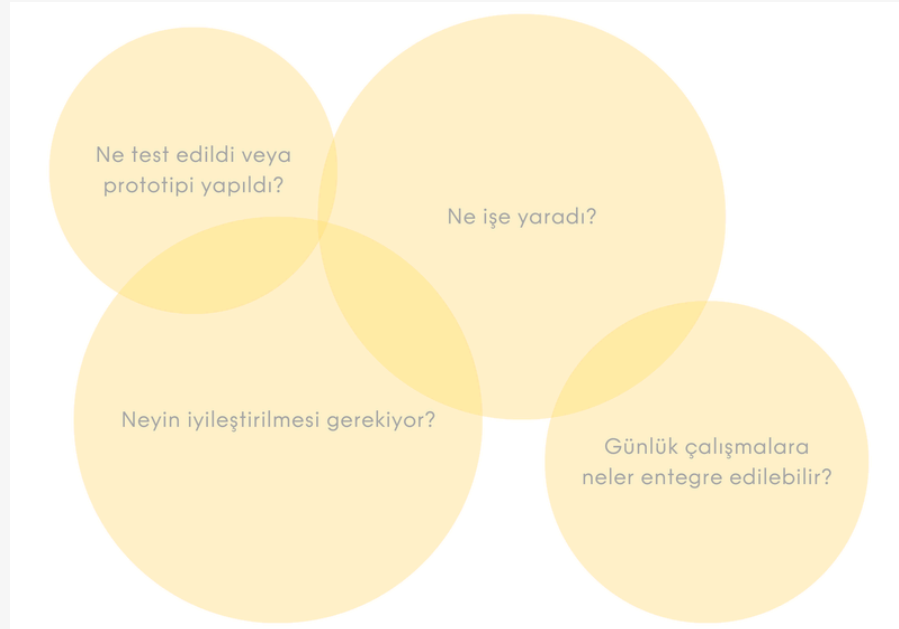 Ne test edildi veya
prototipi yapıldı?
Ne işe yaradı?
Neyin iyileştirilmesi gerekiyor?
Günlük çalışmalara
neler entegre edilebilir?